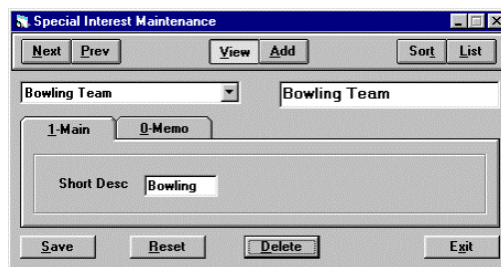 Special Interest Maintenance
Next Prev View Add Sort List
Bowling Team Bowling Team
1-Main 0-Memo
Short Desc Bowling
Save Reset Delete Exit